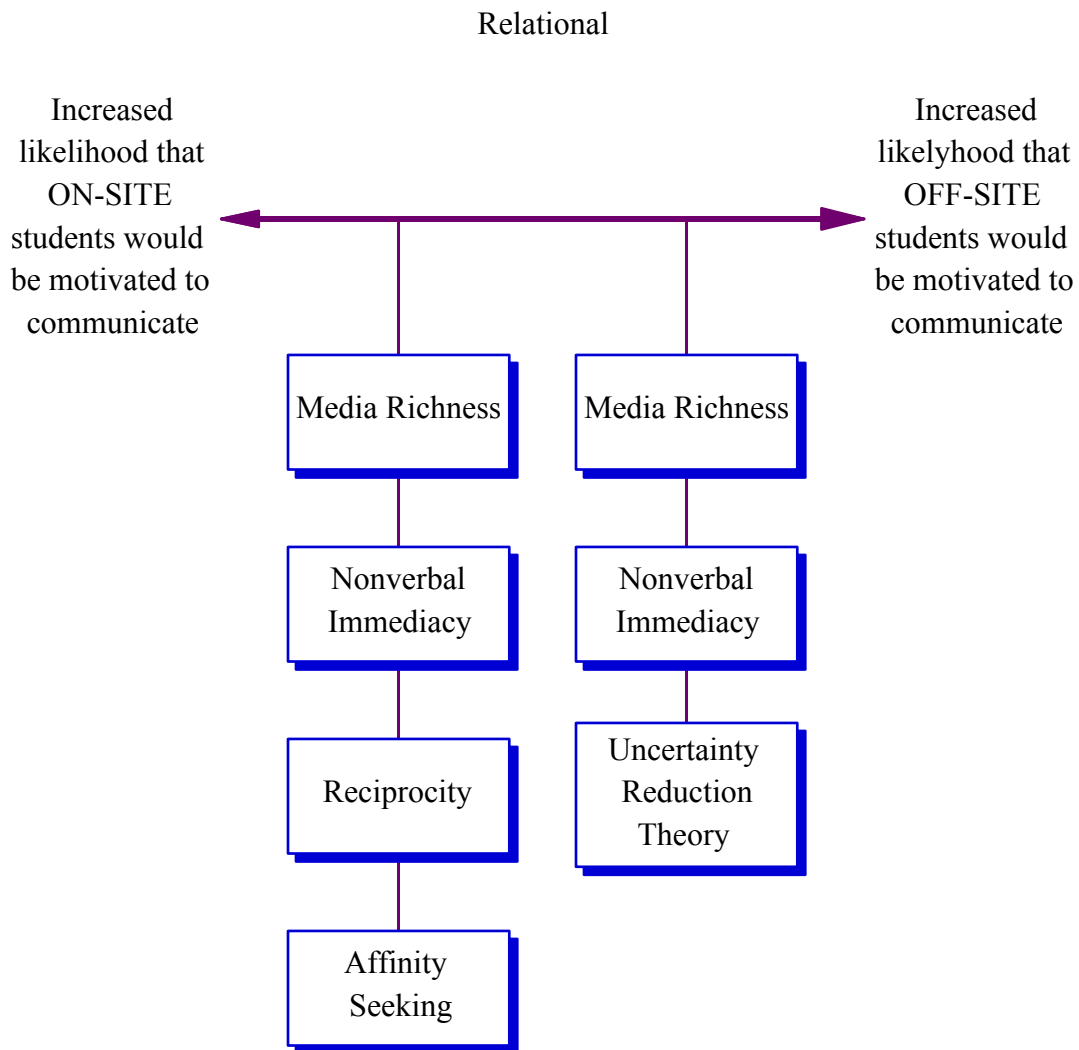 Relational
Increased
likelihood that
ON-SITE
students would
be motivated to
communicate
Increased
likelyhood that
OFF-SITE
students would
be motivated to
communicate
Media Richness
Nonverbal
Immediacy
Reciprocity
Affinity
Seeking
Media Richness
Nonverbal
Immediacy
Uncertainty
Reduction
Theory